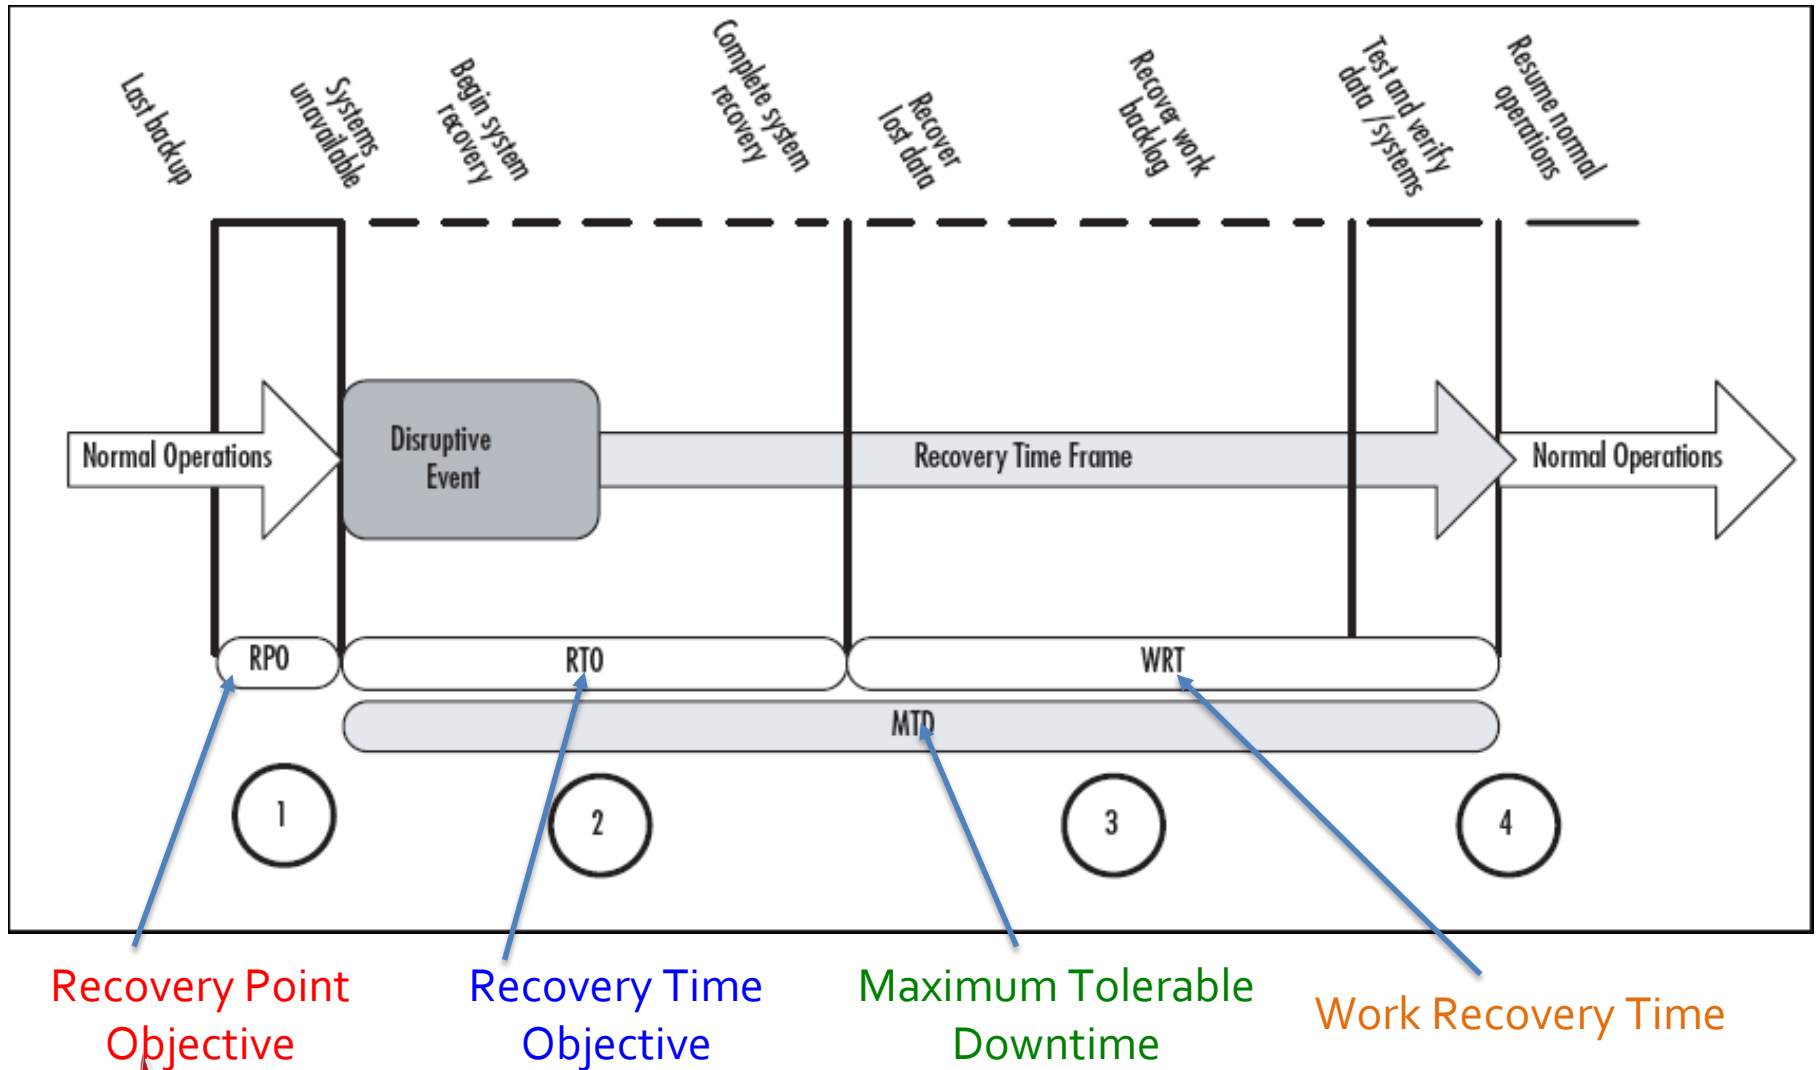 Last backup
Systems
unavailable
Begin system
recovery
Complete system
recovery
Recover
lost data
Recover work
backlog
Test and verify
data /systems
Resume normal
operations
Normal Operations
Disruptive
Event
Recovery Time Frame
Normal Operations
RPO
RTO
WRT
MTD
1
2
3
4
Recovery Point
Objective
Recovery Time
Objective
Maximum Tolerable
Downtime
Work Recovery Time